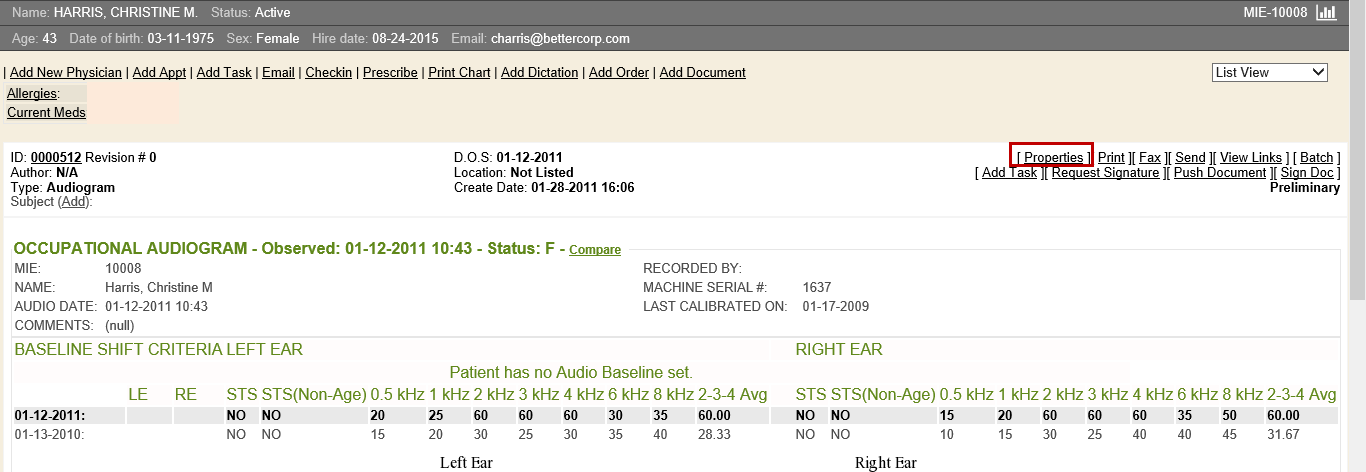 Name: HARRIS, CHRISTINE M. Status: Active MIE-10008
Age: 43 Date of birth: 03-11-1975 Sex: Female Hire date: 08-24-2015 Email: charris@bettercorp.com
| Add New Physician | Add Appt | Add Task | Email | Checkin | Prescribe | Print Chart | Add Dictation | Add Order | Add Document List View
Allergies:
Current Meds
ID: 0000512 Revision # 0 D.O.S: 01-12-2011 [ Properties ] Print ][ Fax ][ Send ][ View Links ] [ Batch ]
Author: N/A Location: Not Listed [ Add Task ][ Request Signature ][ Push Document ][ Sign Doc ]
Type: Audiogram Create Date: 01-28-2011 16:06 Preliminary
Subject (Add):
OCCUPATIONAL AUDIOGRAM - Observed: 01-12-2011 10:43 - Status: F - Compare
MIE: 10008 RECORDED BY:
NAME: Harris, Christine M MACHINE SERIAL #: 1637
AUDIO DATE: 01-12-2011 10:43 LAST CALIBRATED ON: 01-17-2009
COMMENTS: (null)
BASELINE SHIFT CRITERIA LEFT EAR RIGHT EAR
Patient has no Audio Baseline set.
LE RE STS STS(Non-Age) 0.5 kHz 1 kHz 2 kHz 3 kHz 4 kHz 6 kHz 8 kHz 2-3-4 Avg STS STS(Non-Age) 0.5 kHz 1 kHz 2 kHz 3 kHz 4 kHz 6 kHz 8 kHz 2-3-4 Avg
01-12-2011: NO NO 20 25 60 60 60 30 35 60.00 NO NO 15 20 60 60 60 35 50 60.00
01-13-2010: NO NO 15 20 30 25 30 35 40 28.33 NO NO 10 15 30 25 40 40 45 31.67
Left Ear Right Ear